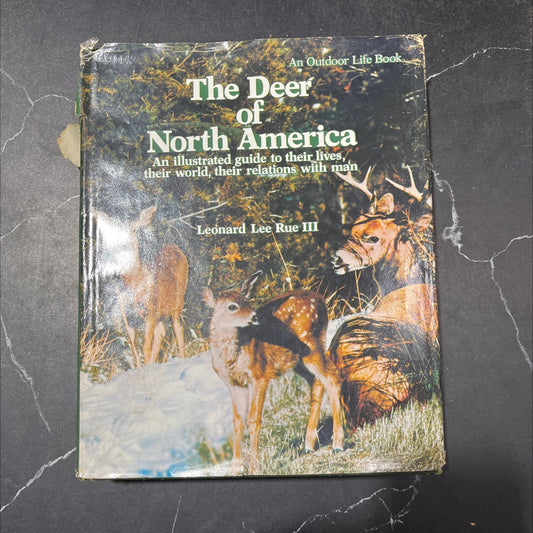 An Outdoor Life Book
The Deer
of
North America
An illustrated guide to their lives,
their world, their relations with man
Leonard Lee Rue III